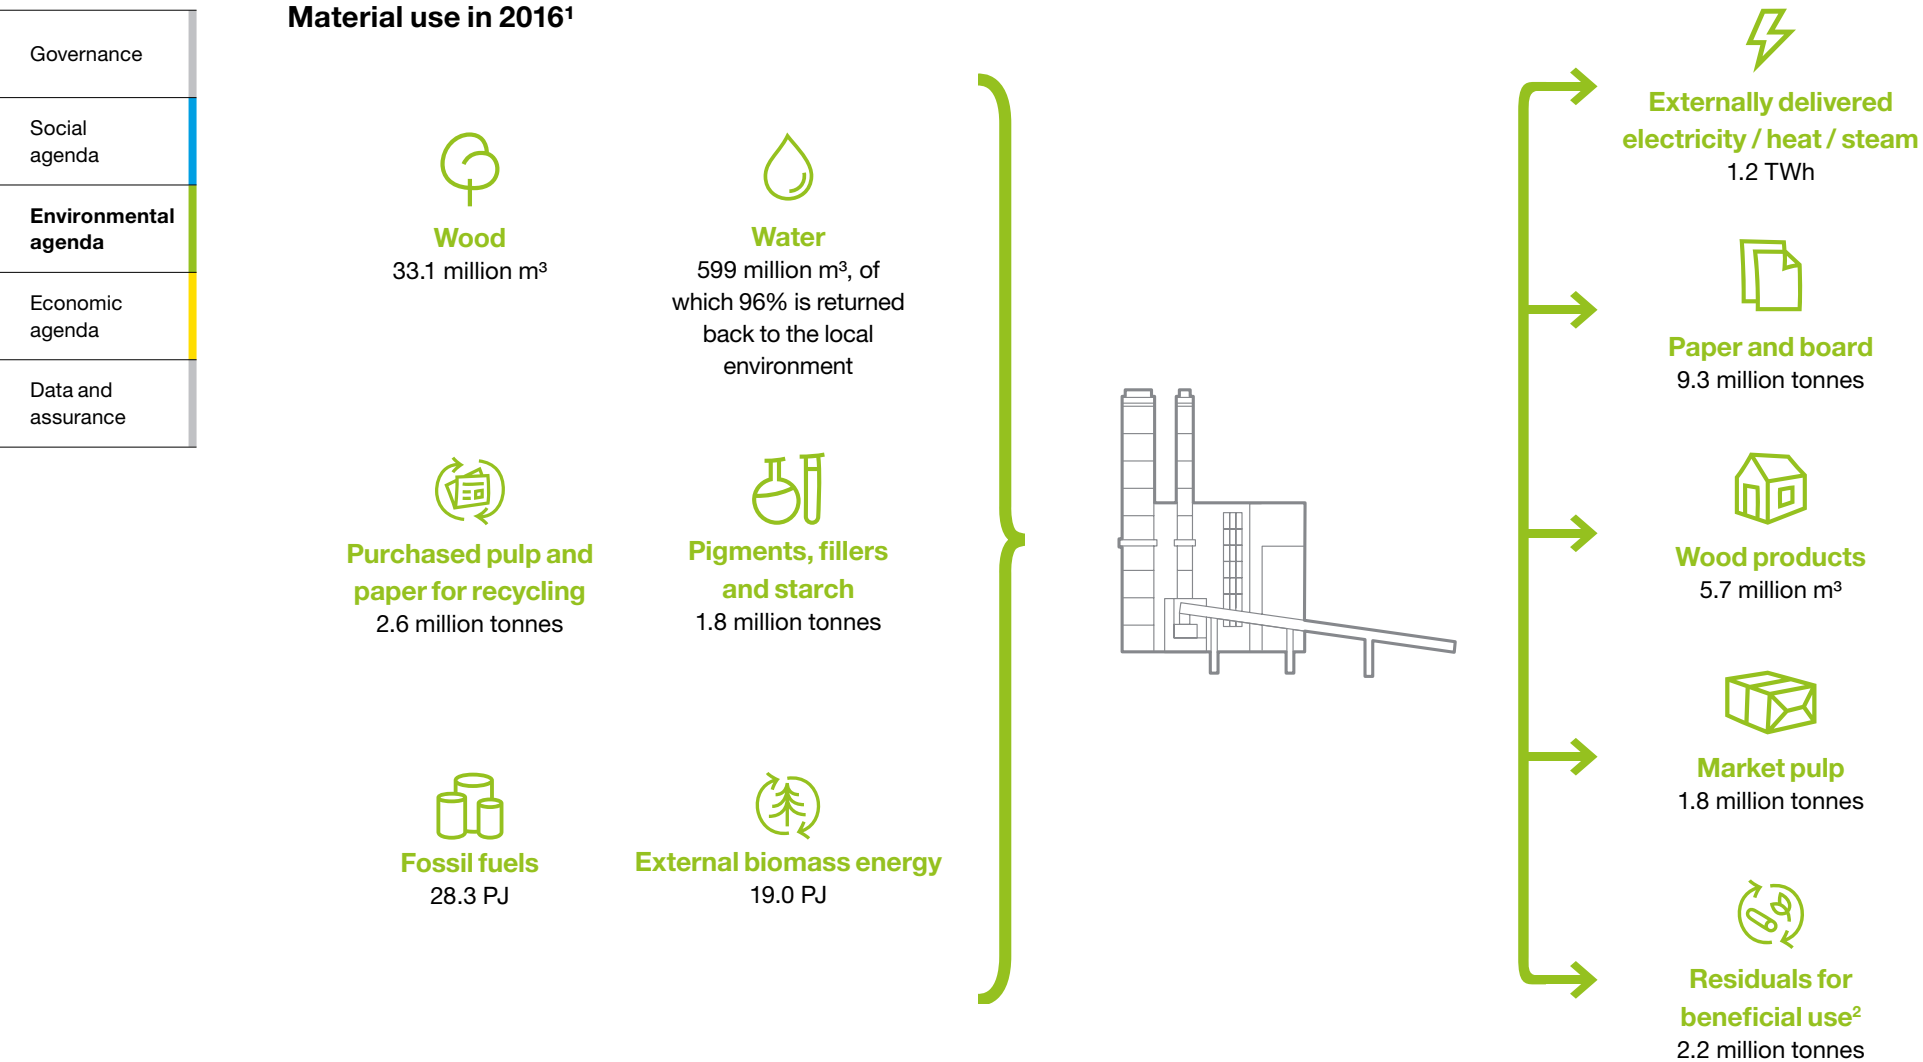 Governance
Social
agenda
Environmental
agenda
Economic
agenda
Data and
assurance
Material use in 2016¹
Wood
33.1 million m³
Water
599 million m³, of
which 96% is returned
back to the local
environment
Purchased pulp and
paper for recycling
2.6 million tonnes
Pigments, fillers
and starch
1.8 million tonnes
Fossil fuels
28.3 PJ
External biomass energy
19.0 PJ
Externally delivered
electricity / heat / steam
1.2 TWh
Paper and board
9.3 million tonnes
Wood products
5.7 million m³
Market pulp
1.8 million tonnes
Residuals for
beneficial use²
2.2 million tonnes